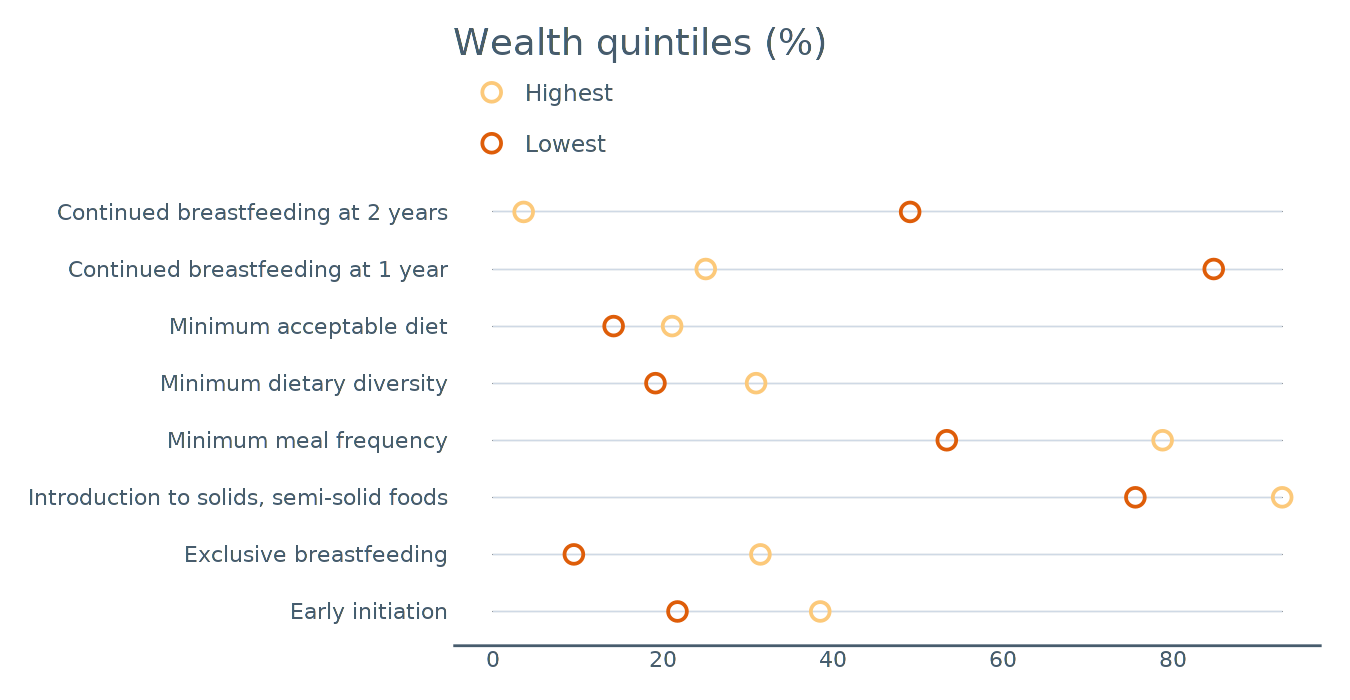 Wealth quintiles (%)
Highest
Lowest
Continued breastfeeding at 2 years
Continued breastfeeding at 1 year
Minimum acceptable diet
Minimum dietary diversity
Minimum meal frequency
Introduction to solids, semi-solid foods
Exclusive breastfeeding
Early initiation
0 20 40 60 80